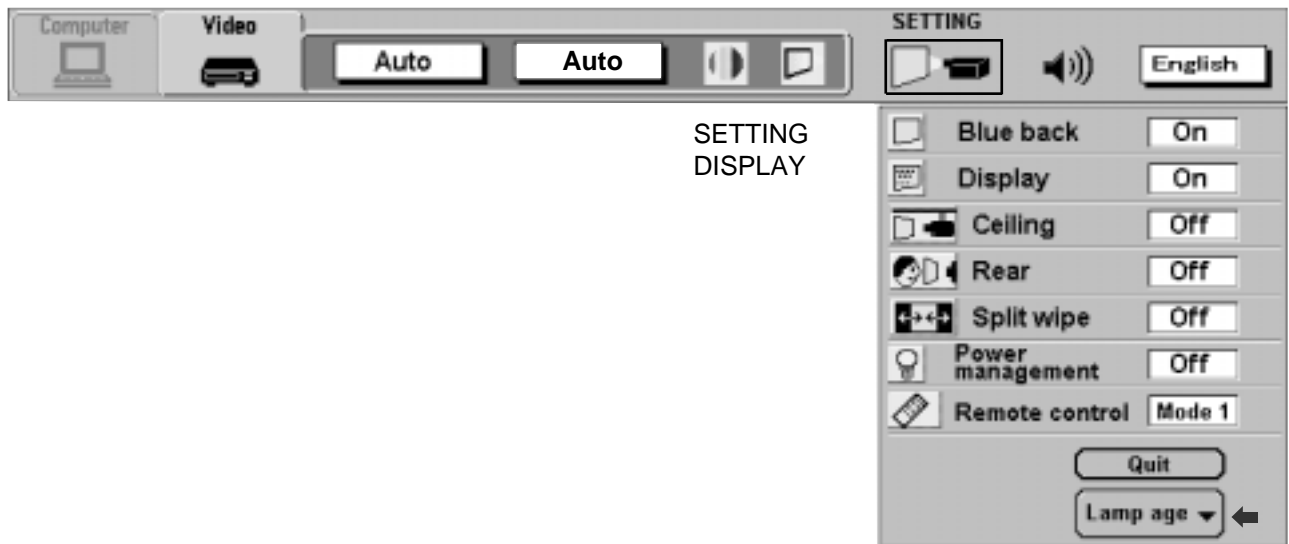 Computer
Video
Auto
Auto
SETTING
English
SETTING
DISPLAY
Blue back On
Display On
Ceiling Off
Rear Off
Split wipe Off
Power
management Off
Remote control Mode 1
Quit
Lamp age